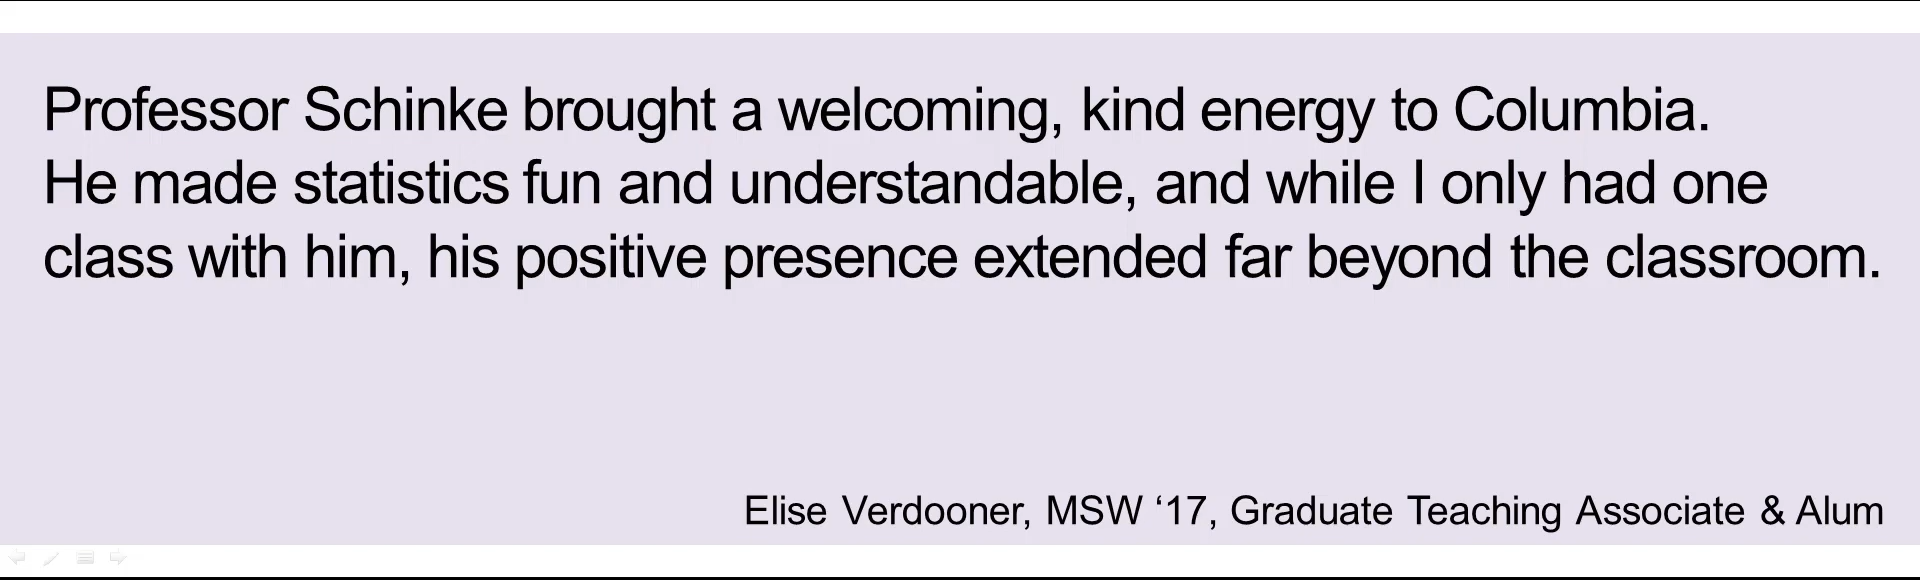 Professor Schinke brought a welcoming, kind energy to Columbia.
He made statistics fun and understandable, and while I only had one
class with him, his positive presence extended far beyond the classroom.
Elise Verdooner, MSW ‘17, Graduate Teaching Associate & Alum